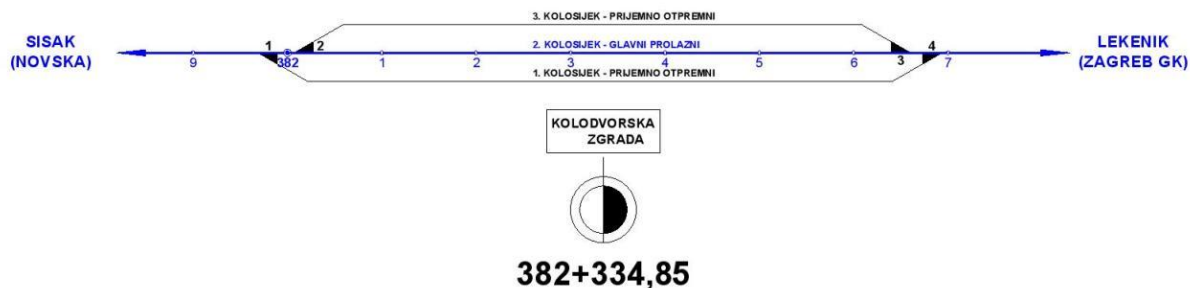 3. KOLOSIJEK - PRIJEMNO OTPREMNI
SISAK
(NOVSKA)
1 2 2. KOLOSIJEK - GLAVNI PROLAZNI 4
LEKENIK
(ZAGREB GK)
9 382 1 2 3 4 5 6 3 7
1. KOLOSIJEK - PRIJEMNO OTPREMNI
KOLODVORSKA
ZGRADA
382+334,85